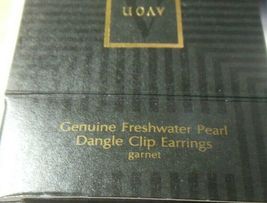 AVON
Genuine Freshwater Pearl
Dangle Clip Earrings
garnet